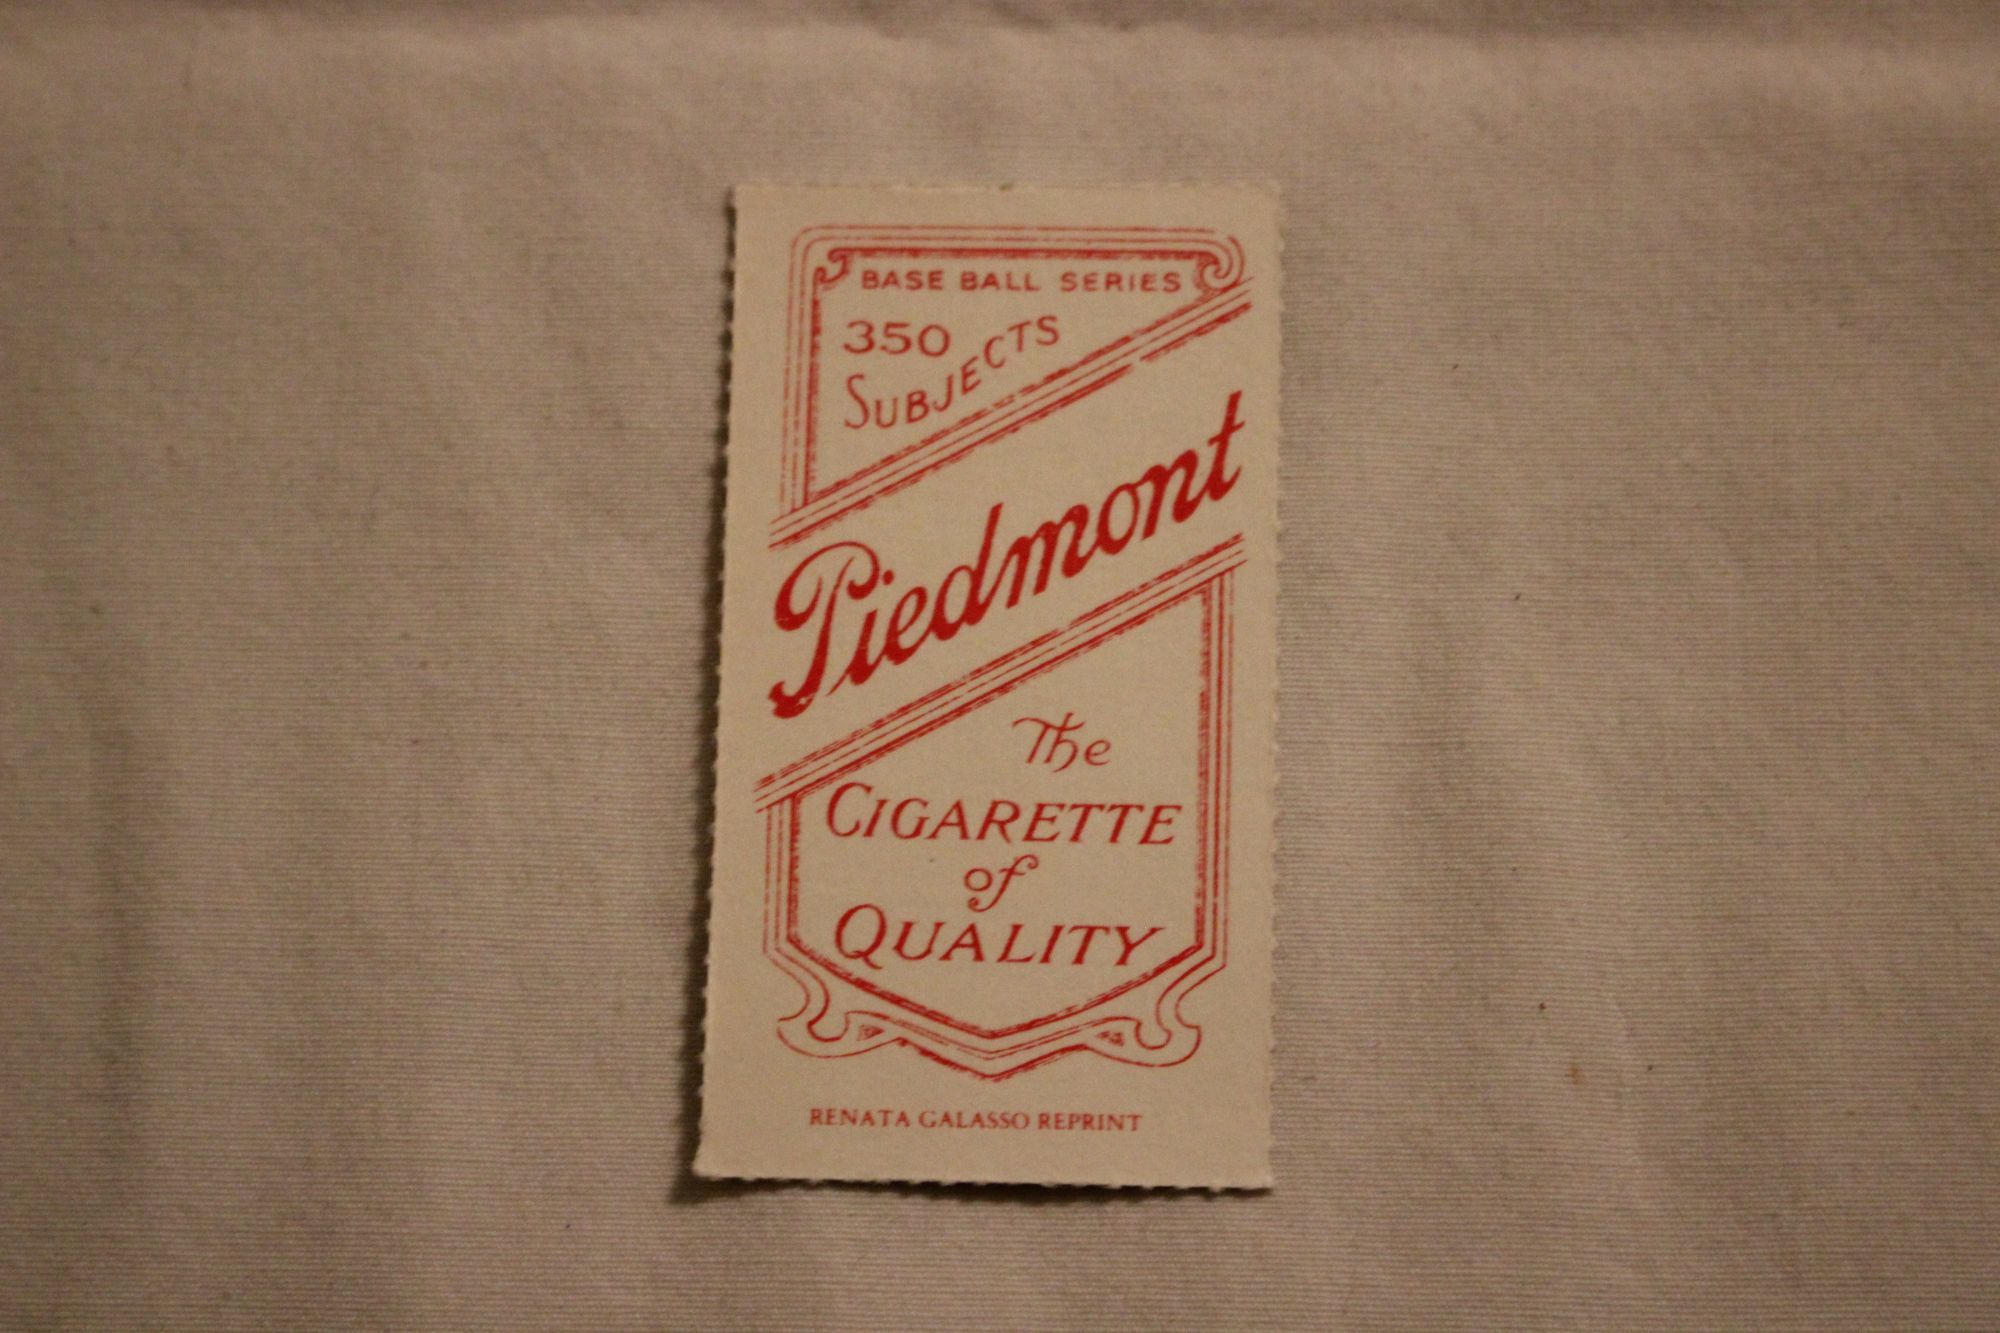 BASE BALL SERIES
350
SUBJECTS
Piedmont
The
CIGARETTE
of
QUALITY
RENATA GALASSO REPRINT